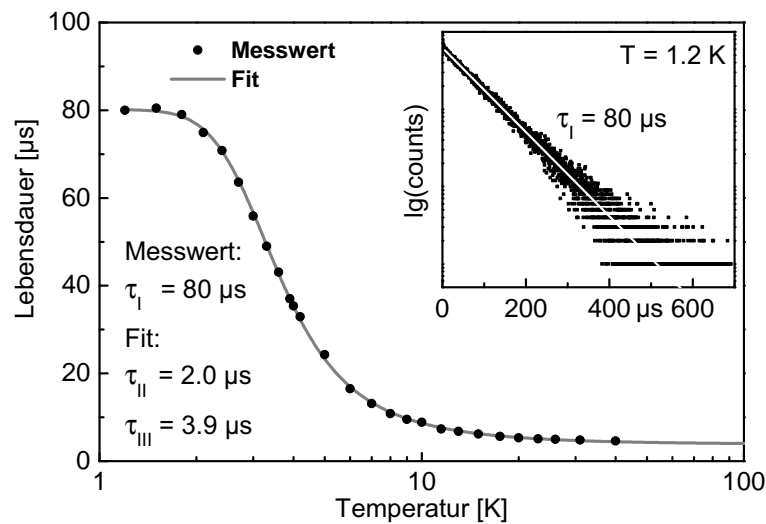 100
80
60
40
20
0
Lebensdauer [µs]
Messwert
Fit
Messwert:
τI = 80 µs
Fit:
τII = 2.0 µs
τIII = 3.9 µs
1
10
100
Temperatur [K]
T = 1.2 K
τI = 80 µs
lg(counts)
0 200 400 µs 600